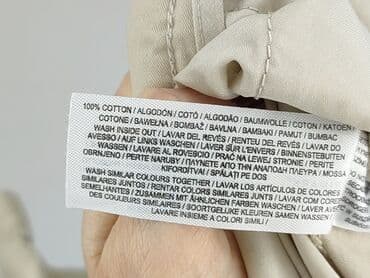 100% COTTON / ALGODÓN / COTÓ / ALGODÃO / BAUMWOLLE / COTON / KATOEN /
COTONE / BAWEŁNA / BOMBAŽ / BAVLNA / BAMBAKI / PAMUT / BUMBAC
WASH INSIDE OUT / LAVAR DEL REVÉS / RENTEU DEL REVÉS / LAVAR DO
AVESSO / AUF LINKS WASCHEN / LAVER SUR L'ENVERS / BINNENSTEBUITEN
WASSEN / LAVARE AL ROVESCIO / PRAĆ NA LEWEJ STRONIE / PERITE
OBRNJENO / PERTE NARUBY / ΠΛΥΝΕΤΕ ΑΠΟ ΤΗΝ ΑΝΑΠΟΔΗ ΠΛΕΥΡΑ / MOSSA
KIFORDÍTVA! / SPĂLAȚI PE DOS
WASH SIMILAR COLOURS TOGETHER / LAVAR LOS ARTÍCULOS DE COLORES
SIMILARES JUNTOS / RENTAR COLORS SIMILARS JUNTS / LAVAR COM CORES
SEMELHANTES / ZUSAMMEN MIT ÄHNLICHEN FARBEN WASCHEN / LAVER AVEC
DES COULEURS SIMILAIRES / SOORTGELIJKE KLEUREN SAMEN WASSEN /
LAVARE INSIEME A COLORI SIMILI /